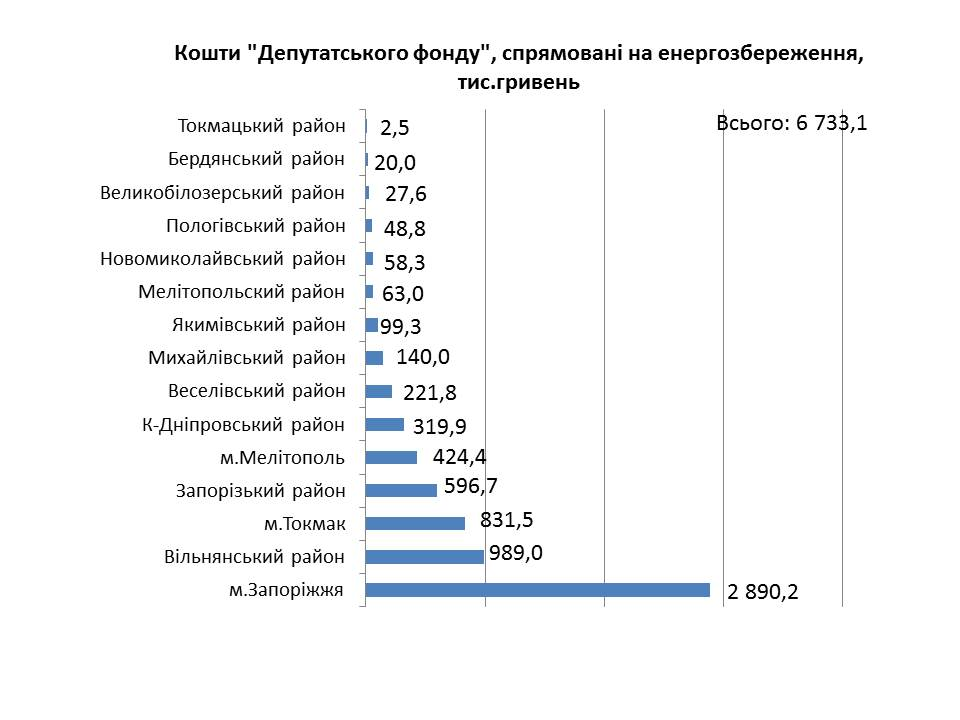 Кошти "Депутатського фонду", спрямовані на енергозбереження,
тис.гривень
Всього: 6 733,1
Токмацький район 2,5
Бердянський район 20,0
Великобілозерський район 27,6
Пологівський район 48,8
Новомиколайвський район 58,3
Мелітопольский район 63,0
Якимівський район 99,3
Михайлівський район 140,0
Веселівський район 221,8
К-Дніпровський район 319,9
м.Мелітополь 424,4
Запорізький район 596,7
м.Токмак 831,5
Вільнянський район 989,0
м.Запоріжжя 2 890,2